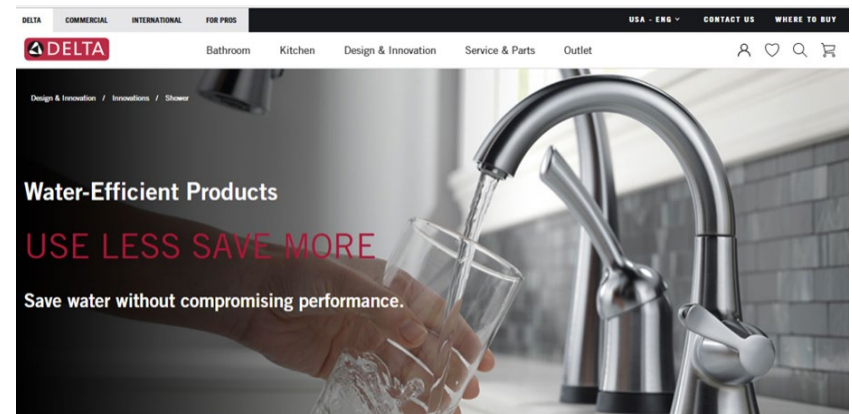 DELTA COMMERCIAL INTERNATIONAL FOR PROS USA - ENG CONTACT US WHERE TO BUY
DELTA Bathroom Kitchen Design & Innovation Service & Parts Outlet
Design & Innovation / Innovations / Shower
Water-Efficient Products
USE LESS SAVE MORE
Save water without compromising performance.